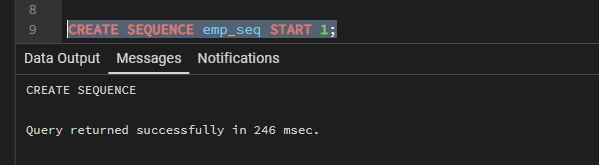 8
9 CREATE SEQUENCE emp_seq START 1;
Data Output Messages Notifications
CREATE SEQUENCE
Query returned successfully in 246 msec.